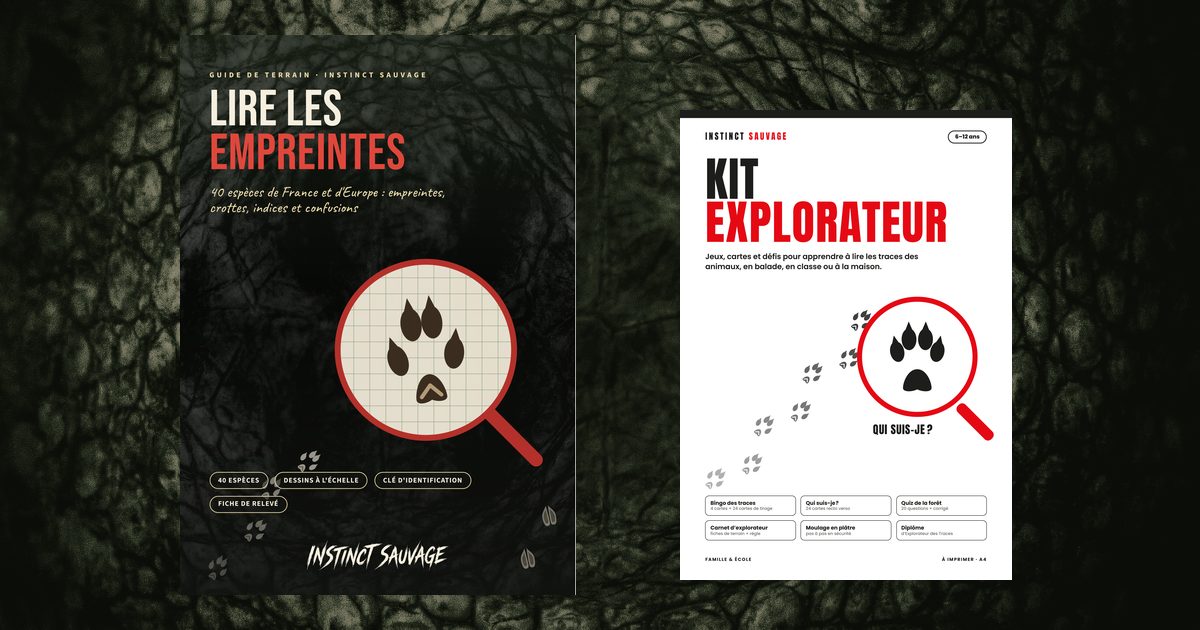 GUIDE DE TERRAIN · INSTINCT SAUVAGE
LIRE LES
EMPREINTES
40 espèces de France et d'Europe : empreintes,
crottes, indices et confusions
40 ESPÈCES
DESSINS À L'ÉCHELLE
CLÉ D'IDENTIFICATION
FICHE DE RELEVÉ
INSTINCT SAUVAGE
INSTINCT SAUVAGE
6–12 ans
KIT
EXPLORATEUR
Jeux, cartes et défis pour apprendre à lire les traces des
animaux, en balade, en classe ou à la maison.
QUI SUIS-JE ?
Bingo des traces
4 cartes + 24 cartes de tirage
Qui suis-je?
24 cartes recto verso
Quiz de la forêt
20 questions + corrigé
Carnet d'explorateur
fiches de terrain + règle
Moulage en plâtre
pas à pas en sécurité
Diplôme
d'Explorateur des Traces
FAMILLE & ÉCOLE
À IMPRIMER · A4